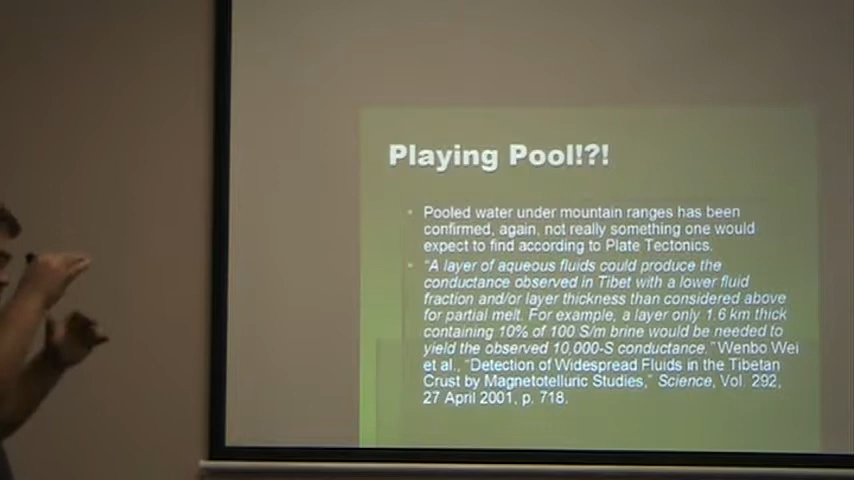 Playing Pool!?!
• Pooled water under mountain ranges has been
confirmed, again, not really something one would
expect to find according to Plate Tectonics.
• “A layer of aqueous fluids could produce the
conductance observed in Tibet with a lower fluid
fraction and/or layer thickness than considered above
for partial melt. For example, a layer only 1.6 km thick
containing 10% of 100 S/m brine would be needed to
yield the observed 10,000-S conductance.” Wenbo Wei
et al., “Detection of Widespread Fluids in the Tibetan
Crust by Magnetotelluric Studies,” Science, Vol. 292,
27 April 2001, p. 718.